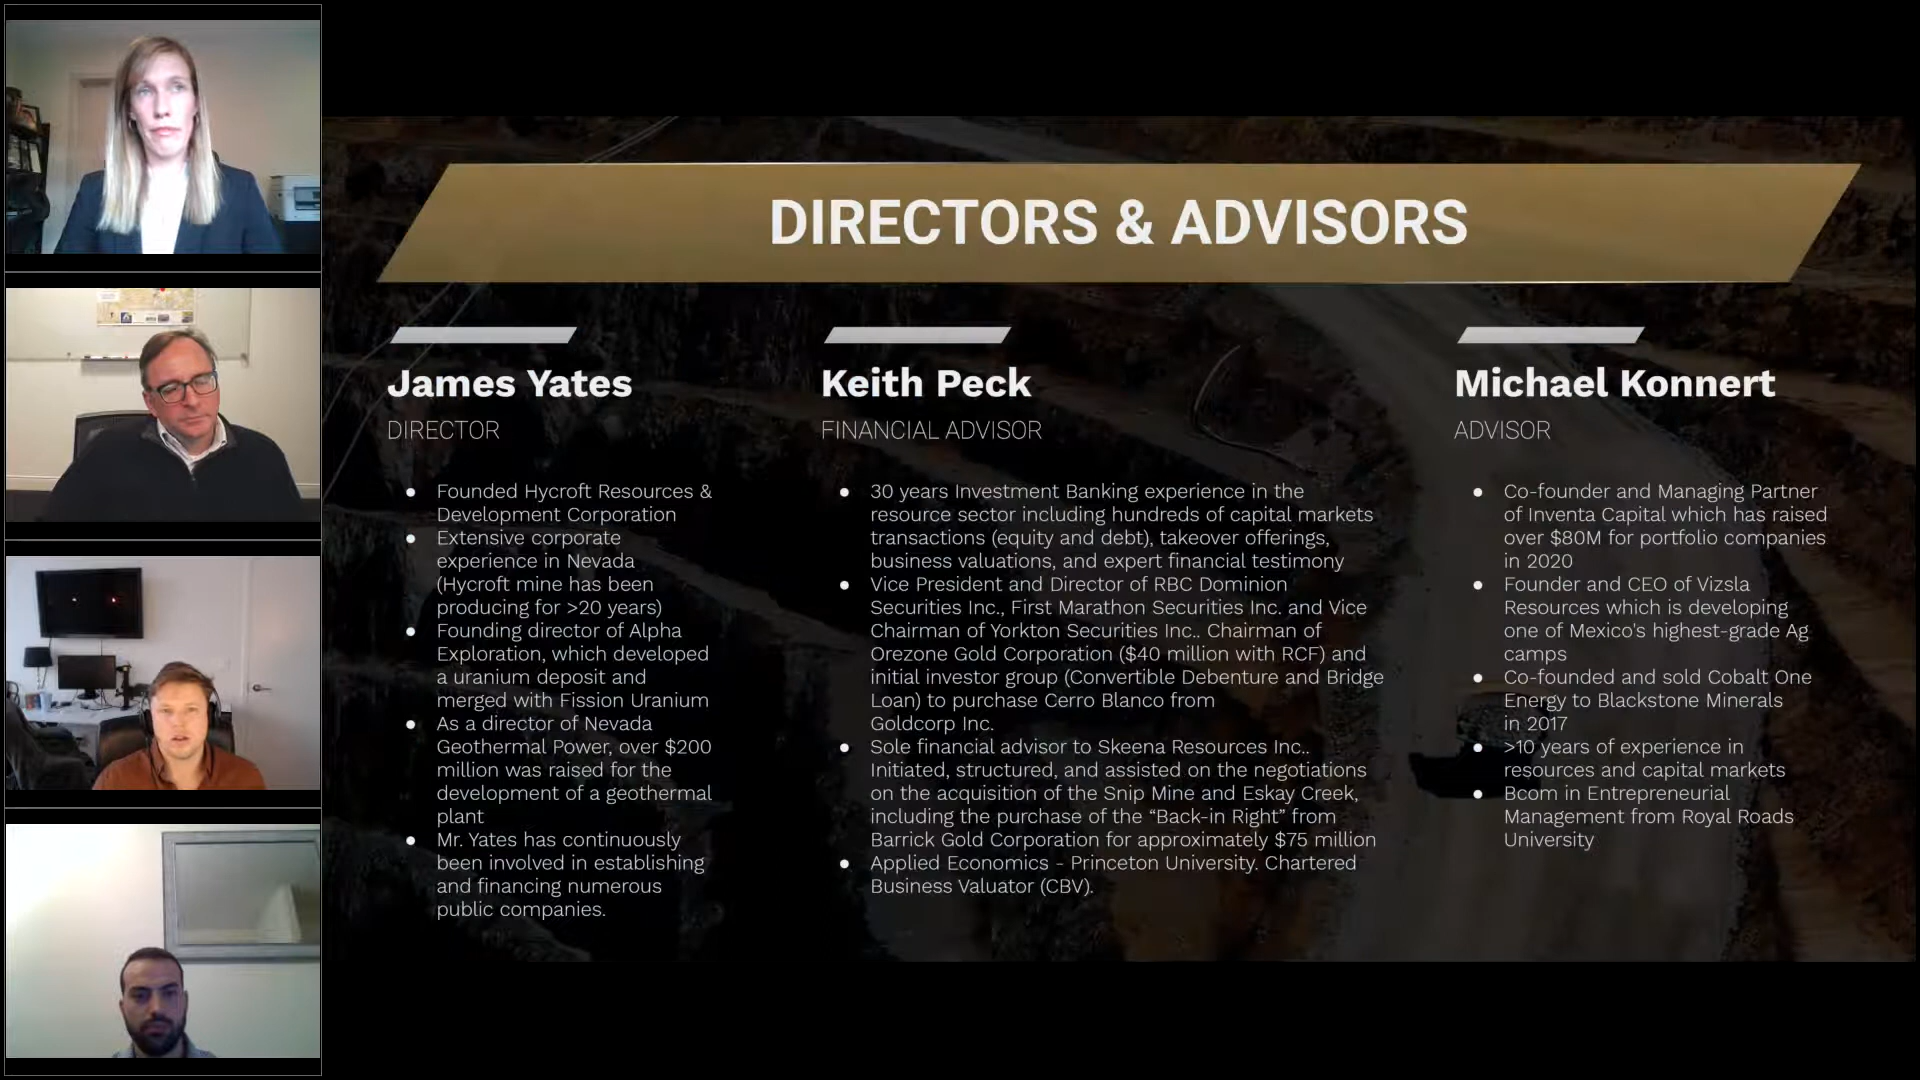 DIRECTORS & ADVISORS
James Yates
DIRECTOR
● Founded Hycroft Resources &
Development Corporation
● Extensive corporate
experience in Nevada
(Hycroft mine has been
producing for >20 years)
● Founding director of Alpha
Exploration, which developed
a uranium deposit and
merged with Fission Uranium
● As a director of Nevada
Geothermal Power, over $200
million was raised for the
development of a geothermal
plant
● Mr. Yates has continuously
been involved in establishing
and financing numerous
public companies.
Keith Peck
FINANCIAL ADVISOR
● 30 years Investment Banking experience in the
resource sector including hundreds of capital markets
transactions (equity and debt), takeover offerings,
business valuations, and expert financial testimony
● Vice President and Director of RBC Dominion
Securities Inc., First Marathon Securities Inc. and Vice
Chairman of Yorkton Securities Inc.. Chairman of
Orezone Gold Corporation ($40 million with RCF) and
initial investor group (Convertible Debenture and Bridge
Loan) to purchase Cerro Blanco from
Goldcorp Inc.
● Sole financial advisor to Skeena Resources Inc..
Initiated, structured, and assisted on the negotiations
on the acquisition of the Snip Mine and Eskay Creek,
including the purchase of the “Back-in Right” from
Barrick Gold Corporation for approximately $75 million
● Applied Economics - Princeton University. Chartered
Business Valuator (CBV).
Michael Konnert
ADVISOR
● Co-founder and Managing Partner
of Inventa Capital which has raised
over $80M for portfolio companies
in 2020
● Founder and CEO of Vizsla
Resources which is developing
one of Mexico's highest-grade Ag
camps
● Co-founded and sold Cobalt One
Energy to Blackstone Minerals
in 2017
● >10 years of experience in
resources and capital markets
● Bcom in Entrepreneurial
Management from Royal Roads
University